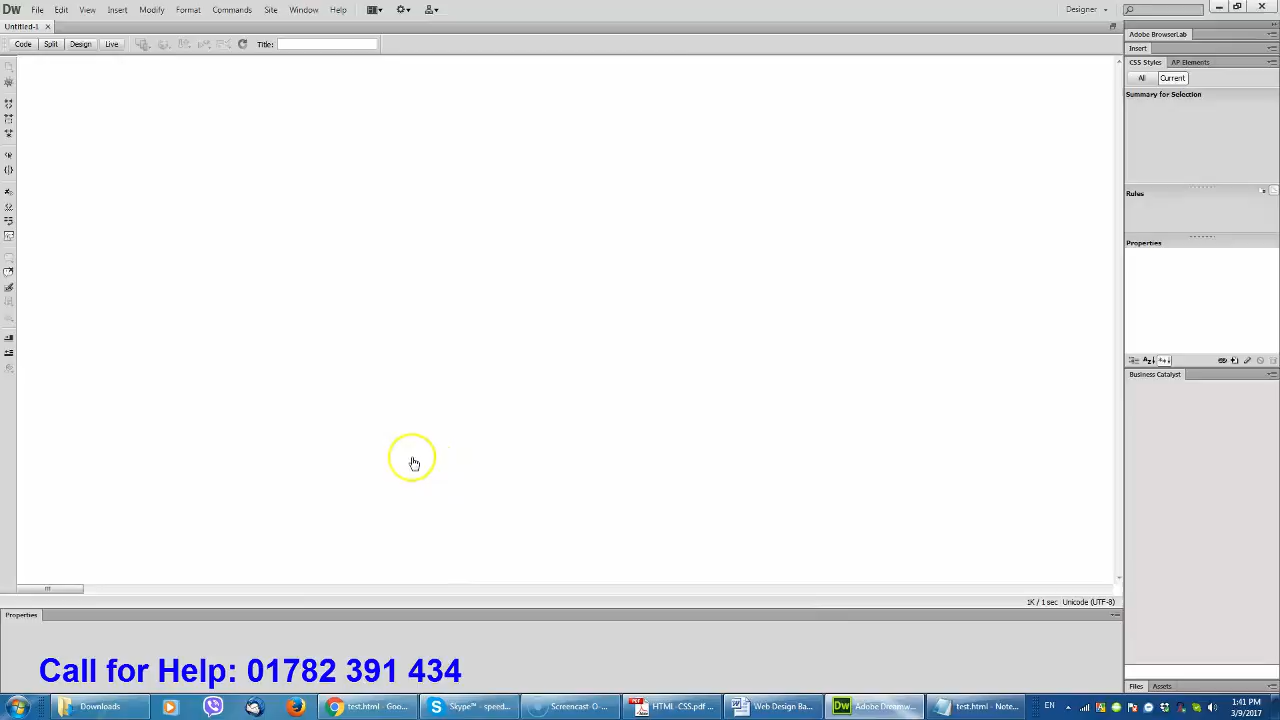 Dw File Edit View Insert Modify Format Commands Site Window Help Designer
Untitled-1
Code Split Design Live Title:
Adobe BrowserLab
Insert
CSS Styles AP Elements
All Current
Summary for Selection
Rules
Properties
Business Catalyst
1K / 1 sec Unicode (UTF-8)
Properties
Call for Help: 01782 391 434
Files Assets
Downloads
test.html - Goo...
Skype™ - speed...
Screencast-O-...
HTML-CSS.pdf ...
Web Design Ba...
Adobe Dreamw...
test.html - Note...
EN
1:41 PM
3/9/2017